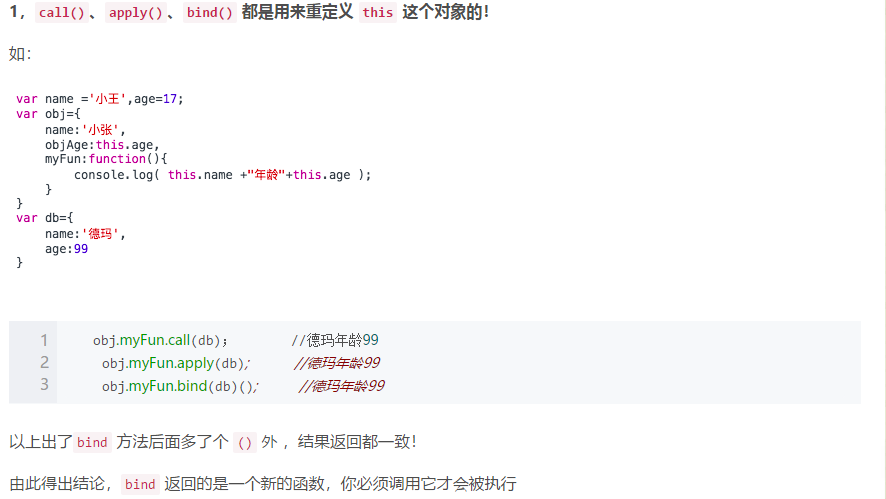 1，call()、apply()、bind() 都是用来重定义 this 这个对象的！
如：
var name ='小王',age=17;
var obj={
    name:'小张',
    objAge:this.age,
    myFun:function(){
        console.log( this.name +"年龄"+this.age );
    }
}
var db={
    name:'德玛',
    age:99
}
1 obj.myFun.call(db)； //德玛年龄99
2 obj.myFun.apply(db)； //德玛年龄99
3 obj.myFun.bind(db)()； //德玛年龄99
以上出了bind 方法后面多了个 () 外 ，结果返回都一致！
由此得出结论，bind 返回的是一个新的函数，你必须调用它才会被执行